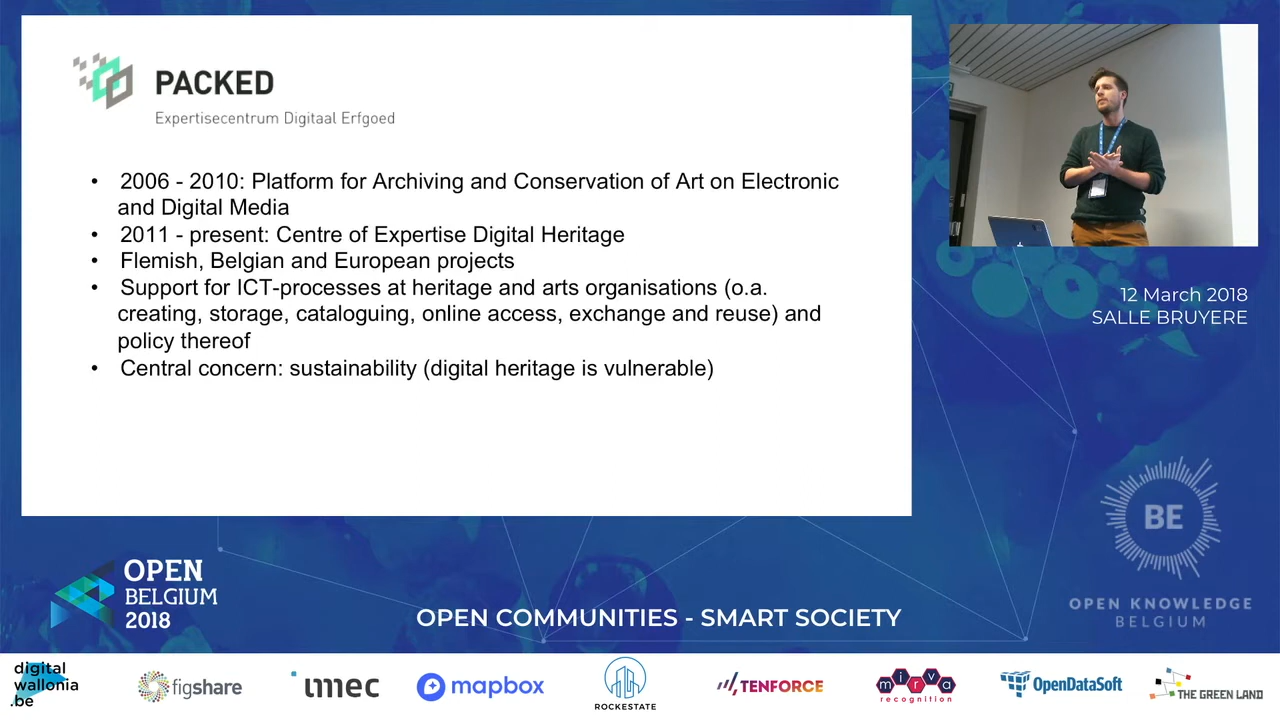 PACKED
Expertisecentrum Digitaal Erfgoed
• 2006 - 2010: Platform for Archiving and Conservation of Art on Electronic
and Digital Media
• 2011 - present: Centre of Expertise Digital Heritage
• Flemish, Belgian and European projects
• Support for ICT-processes at heritage and arts organisations (o.a.
creating, storage, cataloguing, online access, exchange and reuse) and
policy thereof
• Central concern: sustainability (digital heritage is vulnerable)
12 March 2018
SALLE BRUYERE
BE
OPEN KNOWLEDGE
BELGIUM
OPEN
BELGIUM
2018
OPEN COMMUNITIES - SMART SOCIETY
digital
wallonia
.be
figshare
imec
mapbox
ROCKESTATE
TENFORCE
mirva
recognition
OpenDataSoft
THE GREEN LAND